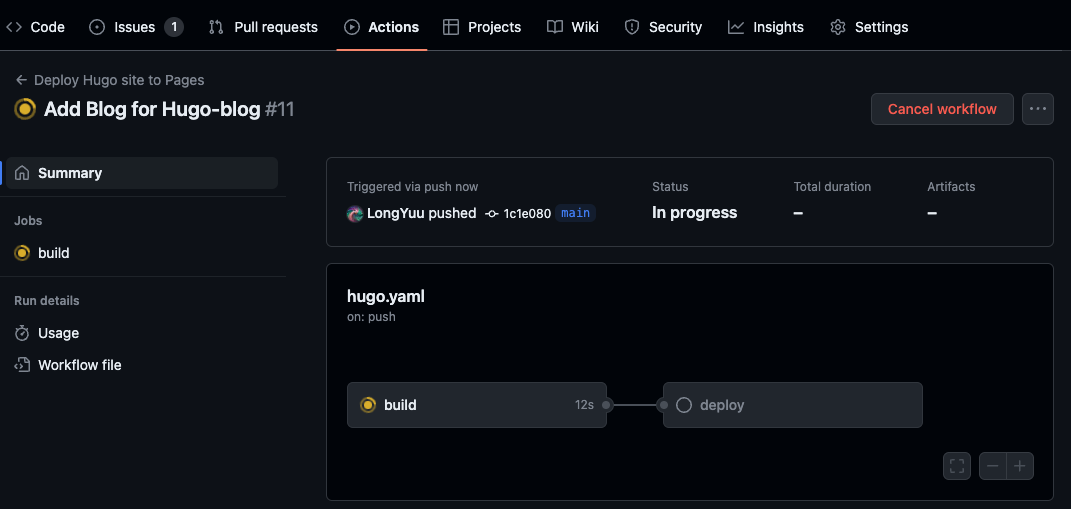 Code Issues 1 Pull requests Actions Projects Wiki Security Insights Settings
Deploy Hugo site to Pages
Add Blog for Hugo-blog #11
Cancel workflow
Summary
Jobs
build
Run details
Usage
Workflow file
Triggered via push now
LongYuu pushed 1c1e080 main
Status
In progress
Total duration
–
Artifacts
–
hugo.yaml
on: push
build 12s
deploy